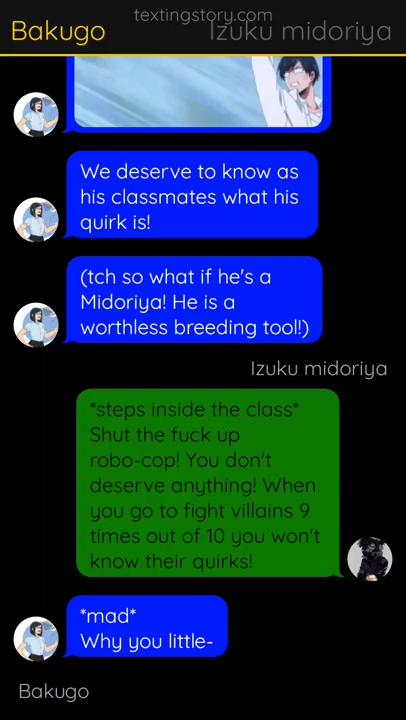 textingstory.com
Bakugo
Izuku midoriya
We deserve to know as
his classmates what his
quirk is!
(tch so what if he's a
Midoriya! He is a
worthless breeding tool!)
Izuku midoriya
*steps inside the class*
Shut the fuck up
robo-cop! You don't
deserve anything! When
you go to fight villains 9
times out of 10 you won't
know their quirks!
*mad*
Why you little-
Bakugo